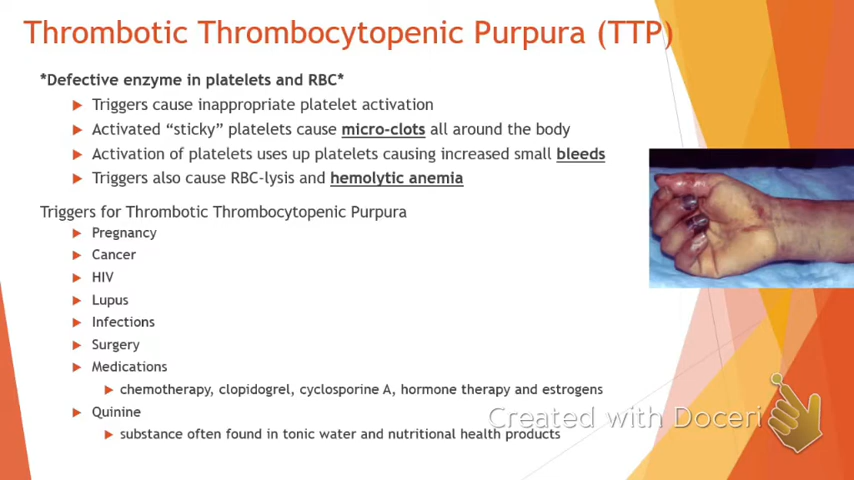 Thrombotic Thrombocytopenic Purpura (TTP)
*Defective enzyme in platelets and RBC*
Triggers cause inappropriate platelet activation
Activated “sticky” platelets cause micro-clots all around the body
Activation of platelets uses up platelets causing increased small bleeds
Triggers also cause RBC-lysis and hemolytic anemia
Triggers for Thrombotic Thrombocytopenic Purpura
Pregnancy
Cancer
HIV
Lupus
Infections
Surgery
Medications
chemotherapy, clopidogrel, cyclosporine A, hormone therapy and estrogens
Quinine
substance often found in tonic water and nutritional health products
Created with Doceri